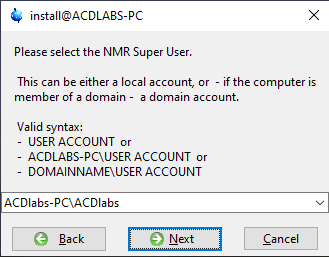 install@ACDLABS-PC
Please select the NMR Super User.
This can be either a local account, or - if the computer is
member of a domain - a domain account.
Valid syntax:
- USER ACCOUNT or
- ACDLABS-PC\USER ACCOUNT or
- DOMAINNAME\USER ACCOUNT
ACDlabs-PC\ACDlabs
Back Next Cancel